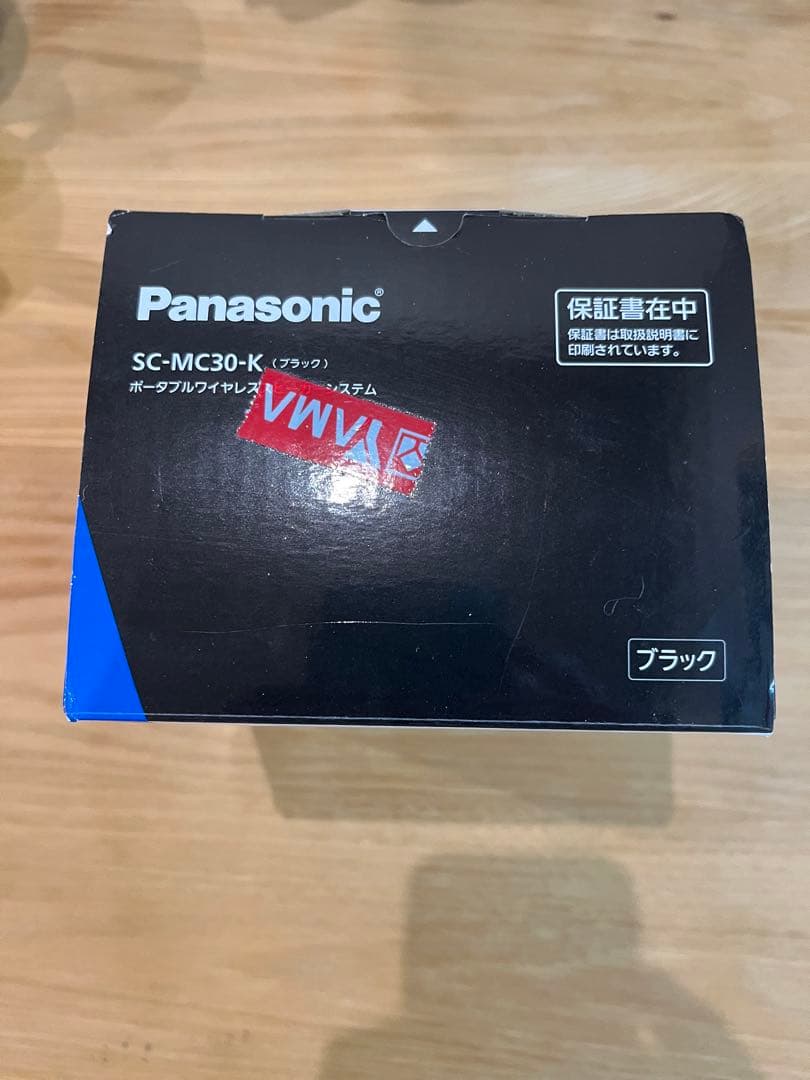 Panasonic®
SC-MC30-K (ブラック)
ポータブルワイヤレス システム
YAMA
保証書在中
保証書は取扱説明書に
印刷されています。
ブラック